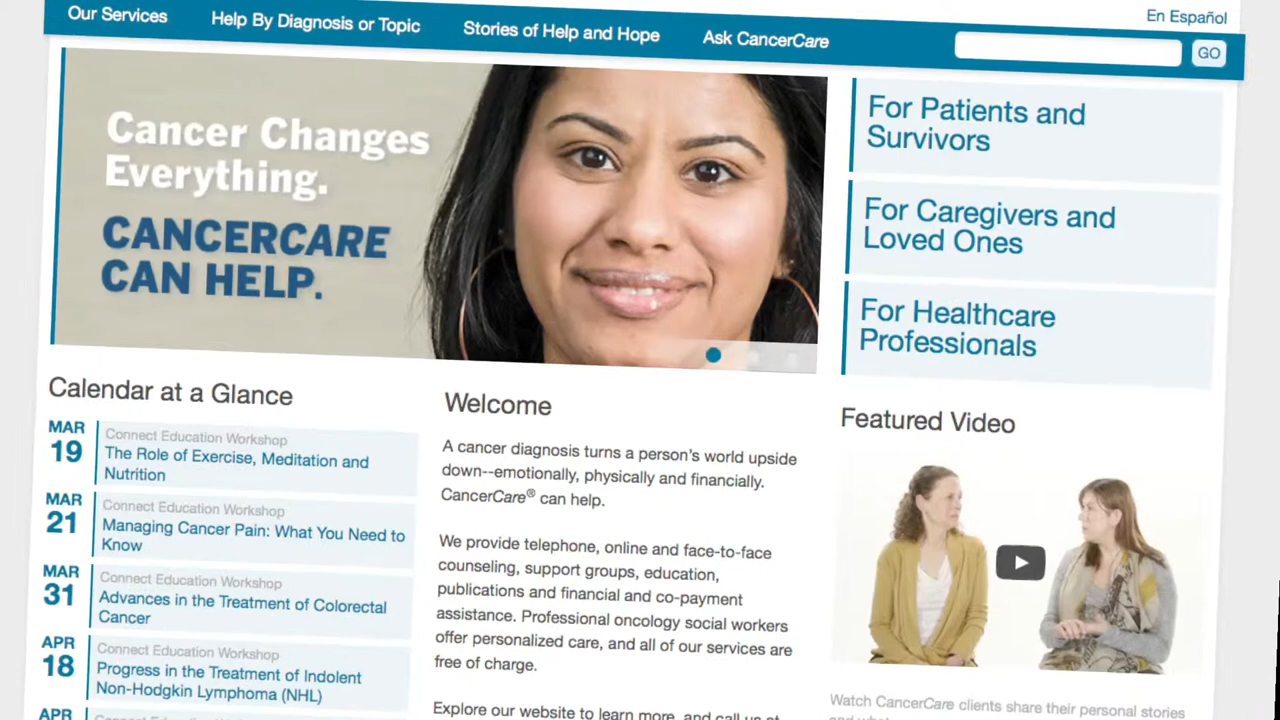 Our Services
Help By Diagnosis or Topic
Stories of Help and Hope
Ask CancerCare
En Español
GO
Cancer Changes
Everything.
CANCERCARE
CAN HELP.
For Patients and
Survivors
For Caregivers and
Loved Ones
For Healthcare
Professionals
Calendar at a Glance
MAR
19
Connect Education Workshop
The Role of Exercise, Meditation and
Nutrition
MAR
21
Connect Education Workshop
Managing Cancer Pain: What You Need to
Know
MAR
31
Connect Education Workshop
Advances in the Treatment of Colorectal
Cancer
APR
18
Connect Education Workshop
Progress in the Treatment of Indolent
Non-Hodgkin Lymphoma (NHL)
APR
Connect Education Workshop
Welcome
A cancer diagnosis turns a person's world upside
down--emotionally, physically and financially.
CancerCare® can help.
We provide telephone, online and face-to-face
counseling, support groups, education,
publications and financial and co-payment
assistance. Professional oncology social workers
offer personalized care, and all of our services are
free of charge.
Explore our website to learn more, and call us at
Featured Video
Watch CancerCare clients share their personal stories